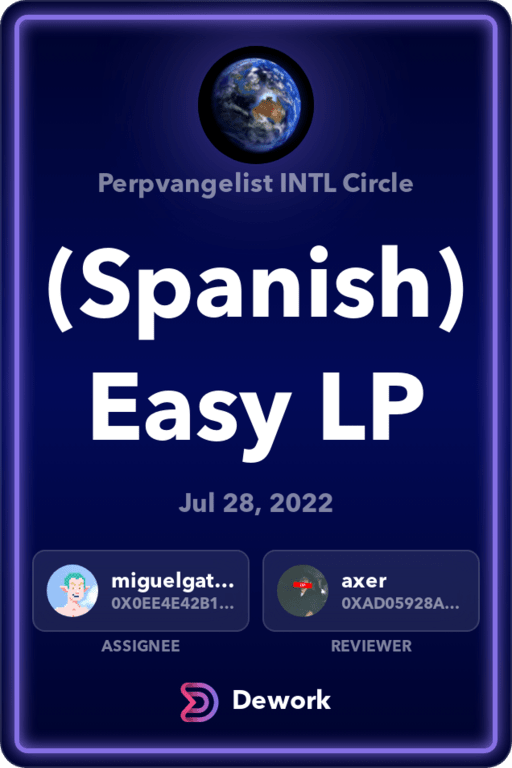 Perpvangelist INTL Circle
(Spanish)
Easy LP
Jul 28, 2022
miguelgat...
0X0EE4E42B1...
ASSIGNEE
axer
0XAD05928A...
REVIEWER
Dework